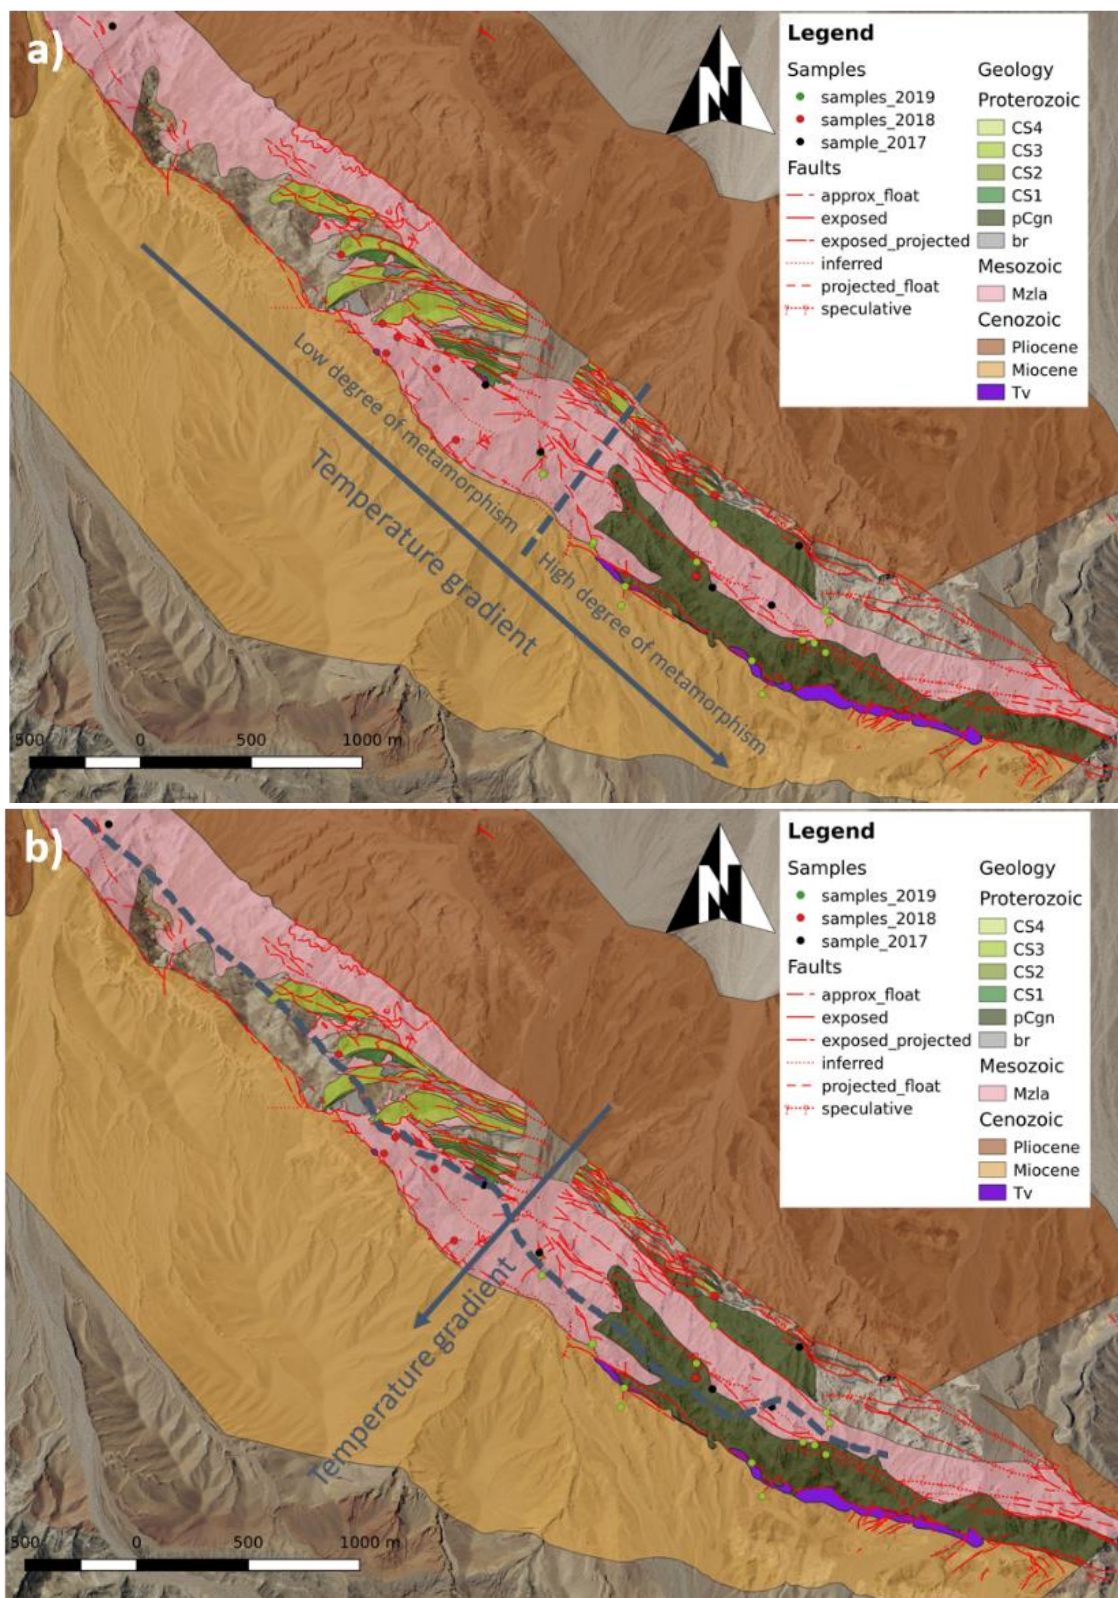 a)
N
Legend
Samples
samples_2019
samples_2018
sample_2017
Faults
approx_float
exposed
exposed_projected
inferred
projected_float
speculative
Geology
Proterozoic
CS4
CS3
CS2
CS1
pCgn
br
Mesozoic
Mzla
Cenozoic
Pliocene
Miocene
Tv
Low degree of metamorphism
Temperature gradient
High degree of metamorphism
500 0 1000 m
b)
N
Legend
Samples
samples_2019
samples_2018
sample_2017
Faults
approx_float
exposed
exposed_projected
inferred
projected_float
speculative
Geology
Proterozoic
CS4
CS3
CS2
CS1
pCgn
br
Mesozoic
Mzla
Cenozoic
Pliocene
Miocene
Tv
Temperature gradient
500 0 500 1000 m